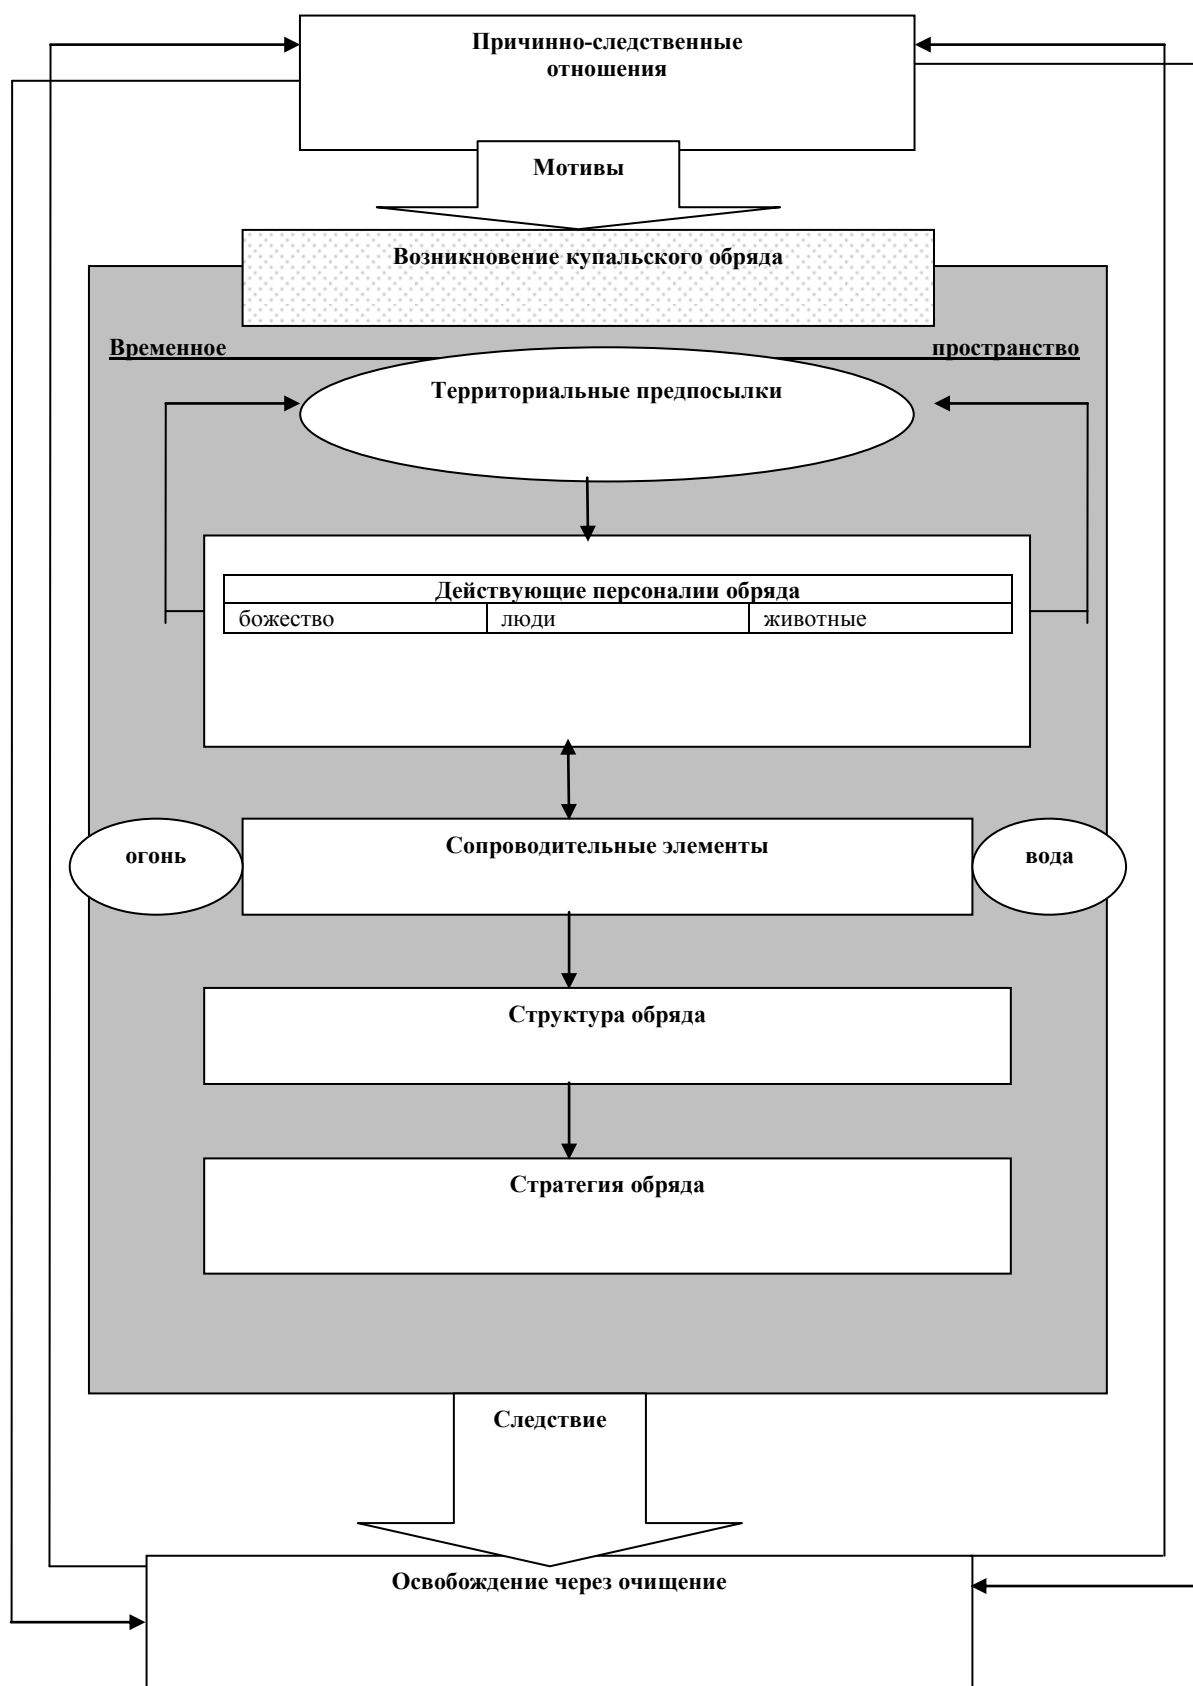 Причинно-следственные
отношения
Мотивы
Возникновение купальского обряда
Временное пространство
Территориальные предпосылки
Действующие персоналии обряда
божество люди животные
огонь Сопроводительные элементы вода
Структура обряда
Стратегия обряда
Следствие
Освобождение через очищение